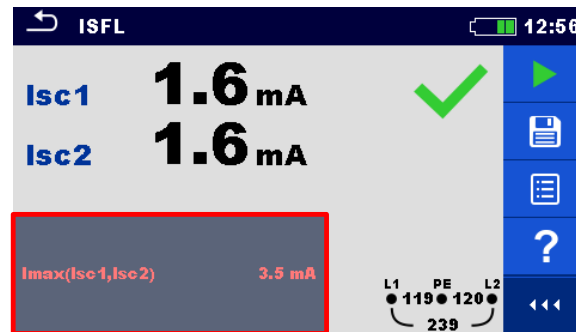 ISFL 12:56
Isc1 1.6 mA
Isc2 1.6 mA
Imax(Isc1,Isc2) 3.5 mA
?
L1 PE L2
119 120
239